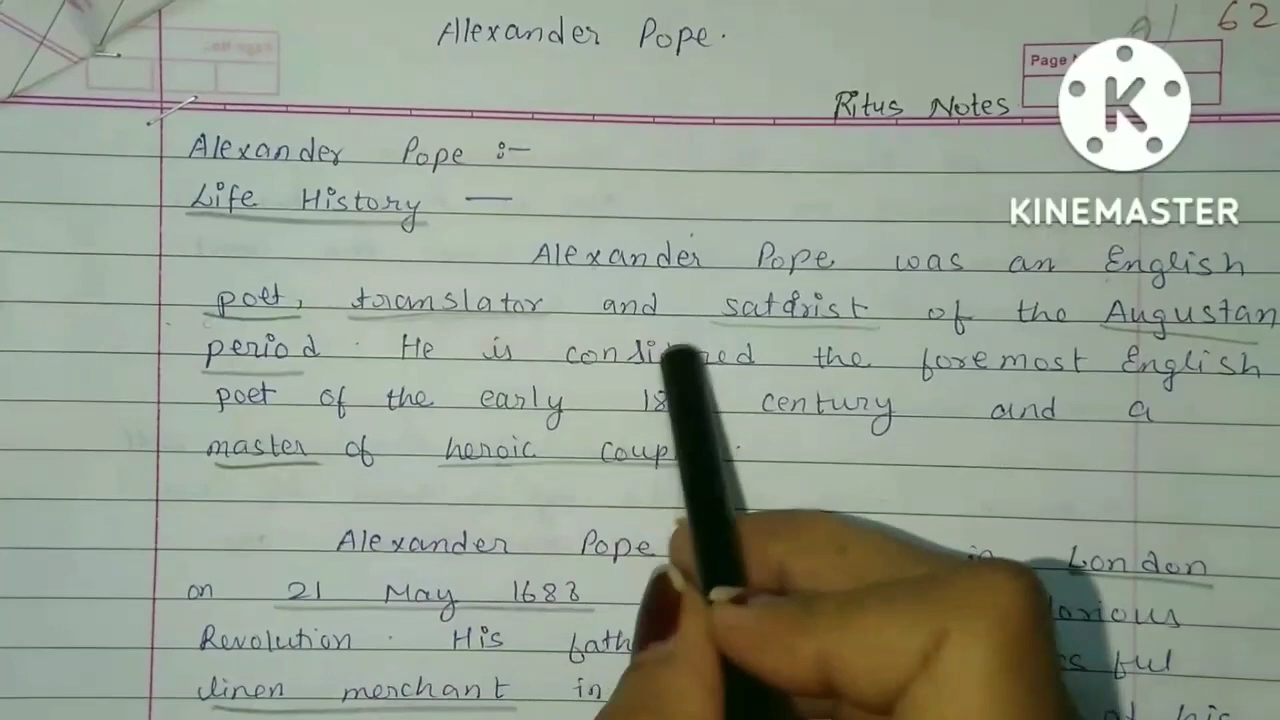 Alexander Pope.
62
Page
Ritus Notes
KINEMASTER
Alexander Pope :-
Life History —
Alexander Pope was an English
poet, translator and satirist of the Augustan
period. He is the foremost English
poet of the early 18 century and a
master of heroic
Alexander Pope in London
on 21 May 1688
Revolution. His
linen merchant in